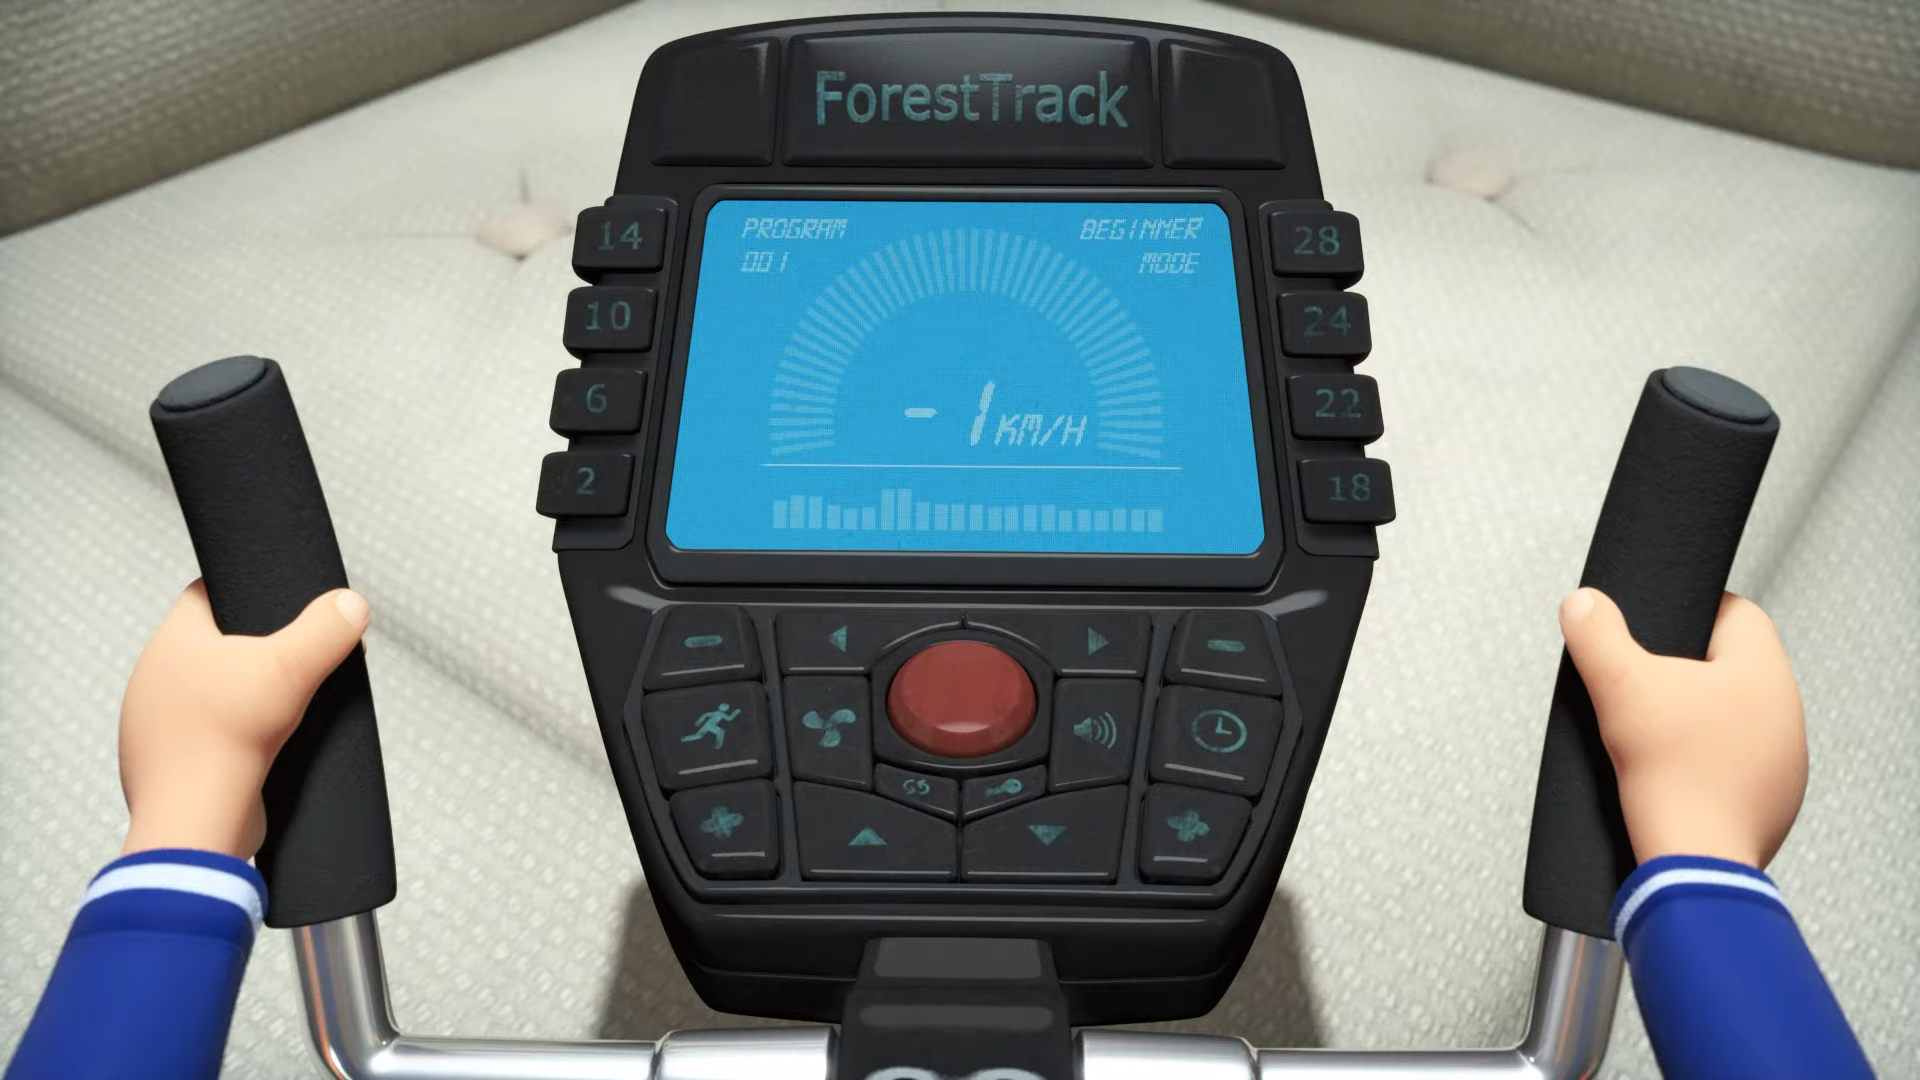 ForestTrack
PROGRAM
001
BEGINNER
MODE
14
10
6
2
28
24
22
18
- 1 KM/H